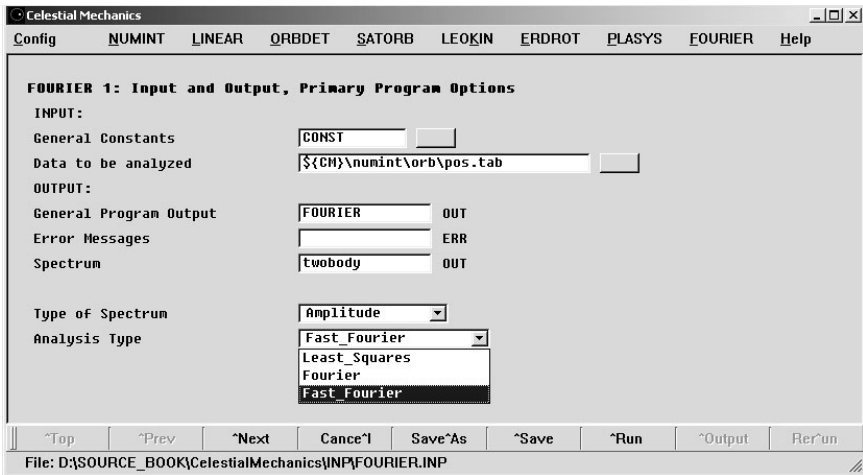 Celestial Mechanics
Config NUMINT LINEAR ORBDET SATORB LEOKIN ERDROT PLASYS FOURIER Help
FOURIER 1: Input and Output, Primary Program Options
INPUT:
General Constants CONST
Data to be analyzed ${CM}\numint\orb\pos.tab
OUTPUT:
General Program Output FOURIER OUT
Error Messages ERR
Spectrum twobody OUT
Type of Spectrum Amplitude
Analysis Type Fast_Fourier
Least_Squares
Fourier
Fast_Fourier
^Top ^Prev ^Next Cance^l Save^As ^Save ^Run ^Output Rer^un
File: D:\SOURCE_BOOK\CelestialMechanics\INP\FOURIER.INP